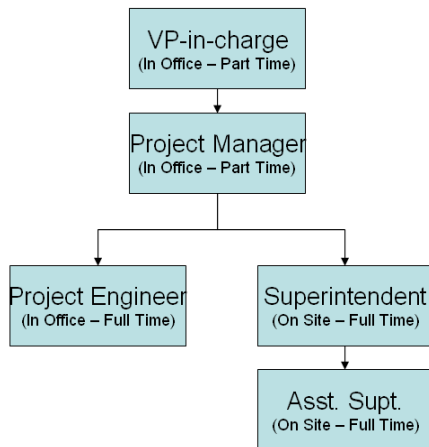 VP-in-charge
(In Office – Part Time)
Project Manager
(In Office – Part Time)
Project Engineer
(In Office – Full Time)
Superintendent
(On Site – Full Time)
Asst. Supt.
(On Site – Full Time)